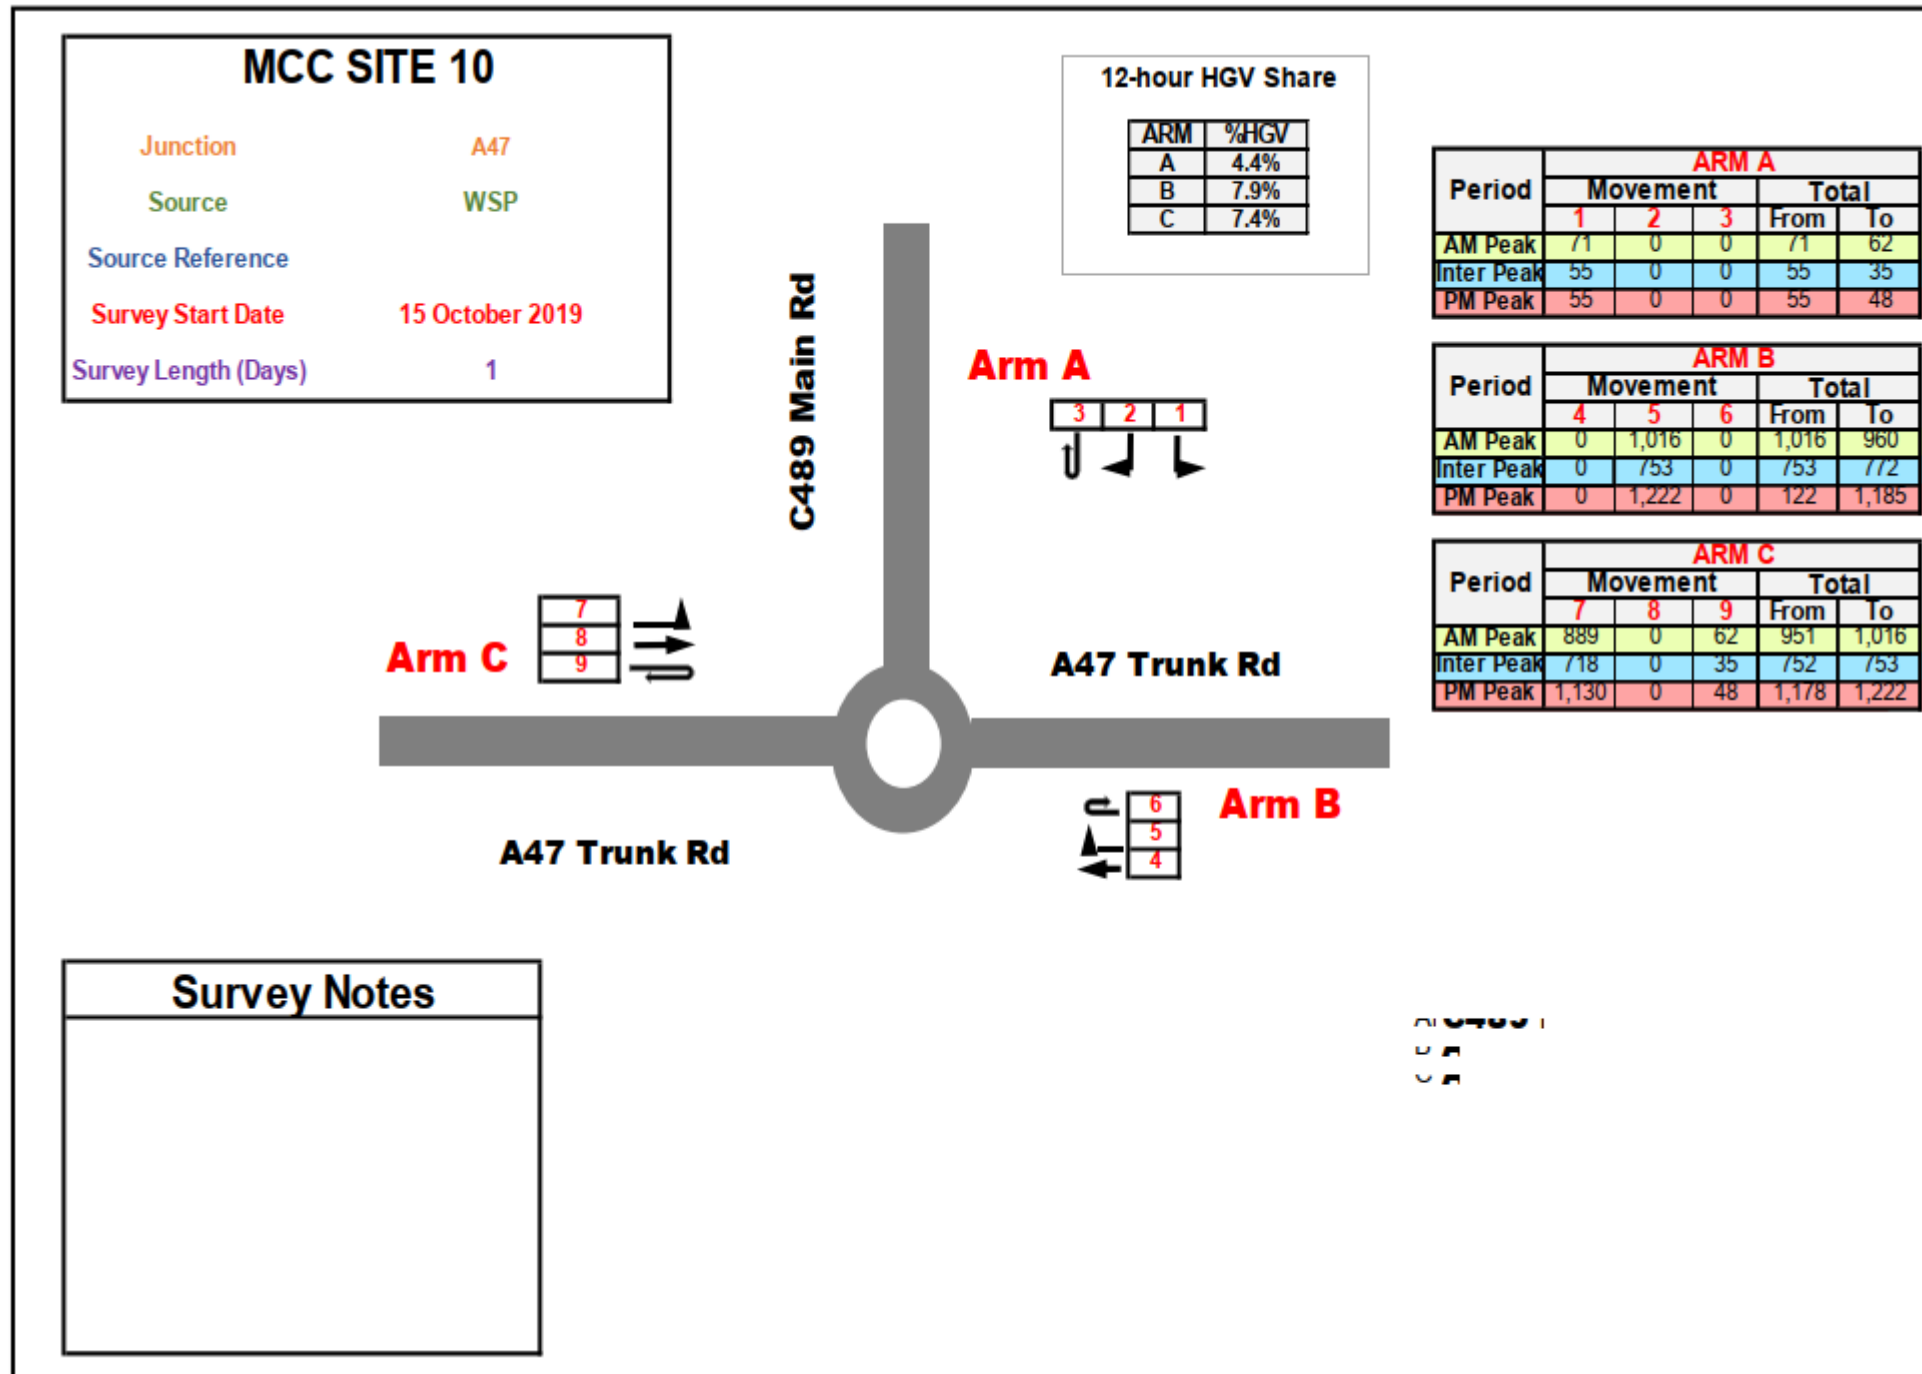 MCC SITE 10
Junction A47
Source WSP
Source Reference
Survey Start Date 15 October 2019
Survey Length (Days) 1
12-hour HGV Share
ARM %HGV
A 4.4%
B 7.9%
C 7.4%
ARM A
Period Movement Total
1 2 3 From To
AM Peak 71 0 0 71 62
Inter Peak 55 0 0 55 35
PM Peak 55 0 0 55 48
ARM B
Period Movement Total
4 5 6 From To
AM Peak 0 1,016 0 1,016 960
Inter Peak 0 753 0 753 772
PM Peak 0 1,222 0 122 1,185
ARM C
Period Movement Total
7 8 9 From To
AM Peak 889 0 62 951 1,016
Inter Peak 718 0 35 752 753
PM Peak 1,130 0 48 1,178 1,222
C489 Main Rd
Arm A
3 2 1
Arm C
7
8
9
A47 Trunk Rd
A47 Trunk Rd
Arm B
6
5
4
Survey Notes
C489